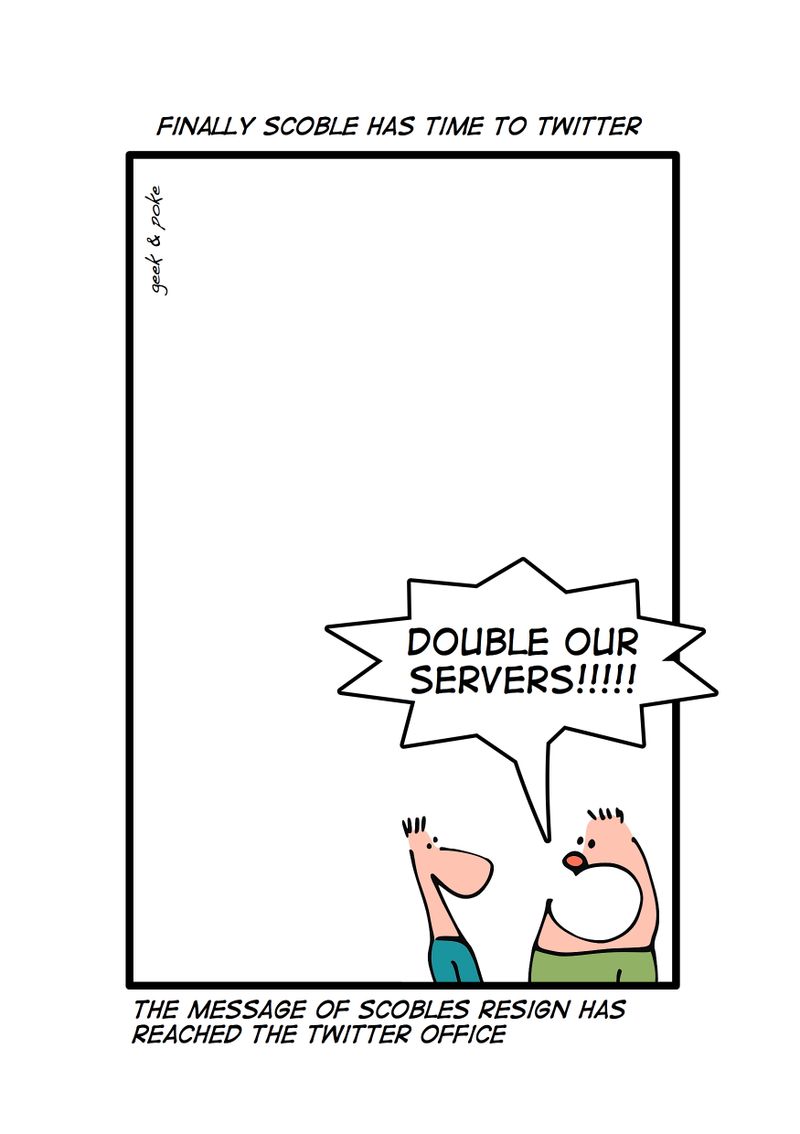 FINALLY SCOBLE HAS TIME TO TWITTER
geek & poke
DOUBLE OUR
SERVERS!!!!!
THE MESSAGE OF SCOBLES RESIGN HAS
REACHED THE TWITTER OFFICE